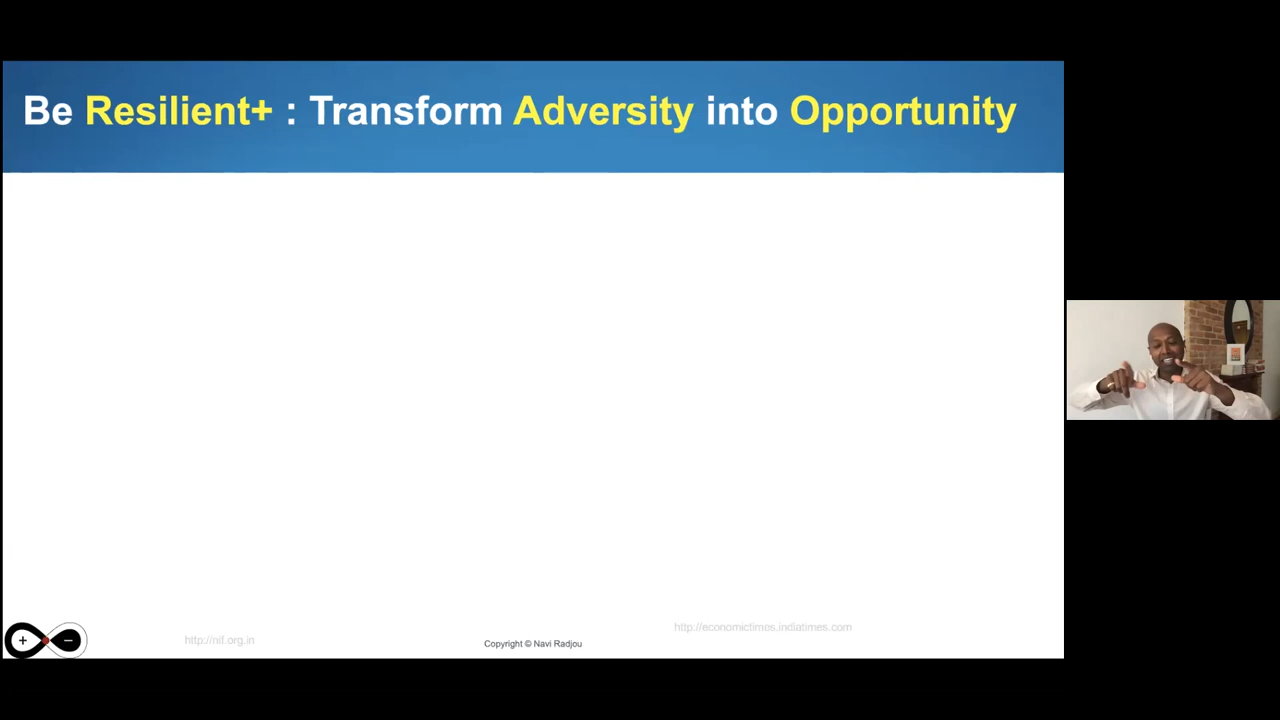 Be Resilient+ : Transform Adversity into Opportunity
+ −
http://nif.org.in
Copyright © Navi Radjou
http://economictimes.indiatimes.com